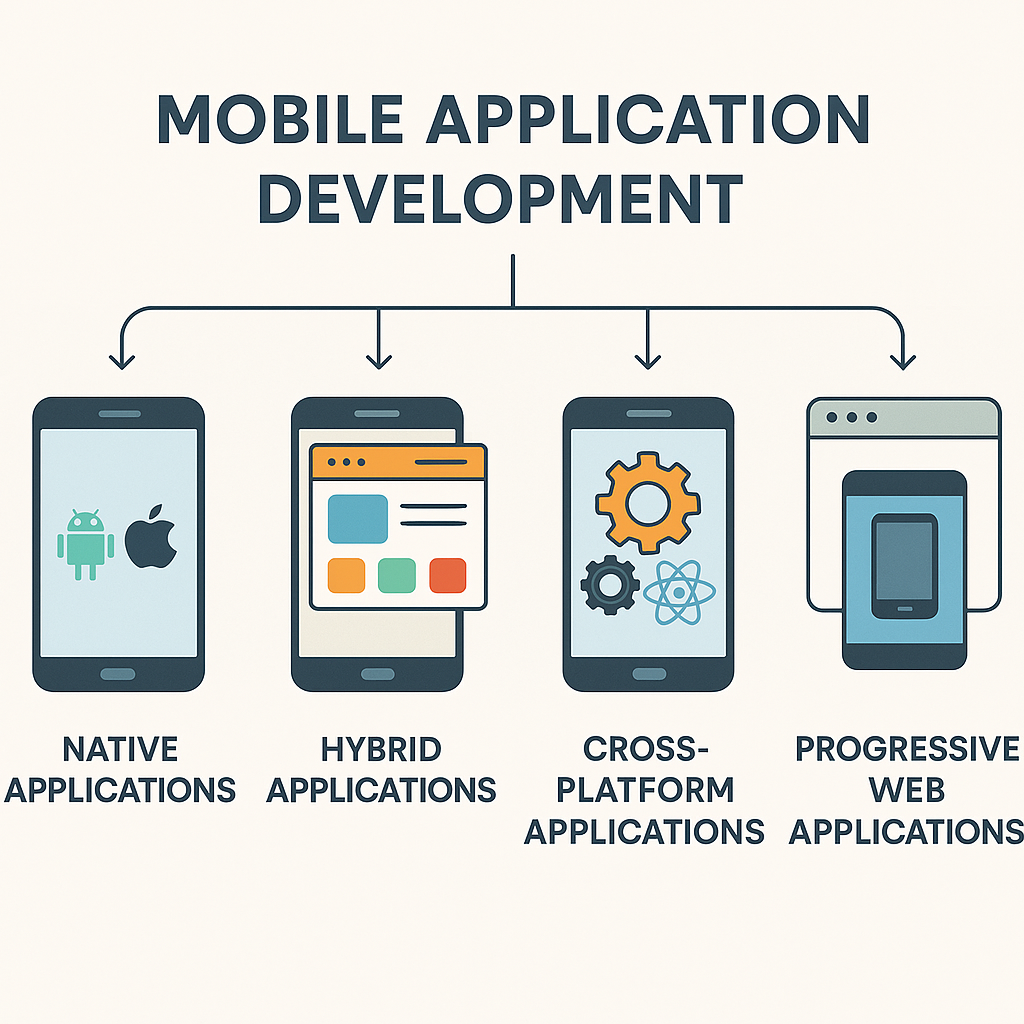 MOBILE APPLICATION
DEVELOPMENT
NATIVE
APPLICATIONS
HYBRID
APPLICATIONS
CROSS-
PLATFORM
APPLICATIONS
PROGRESSIVE
WEB
APPLICATIONS